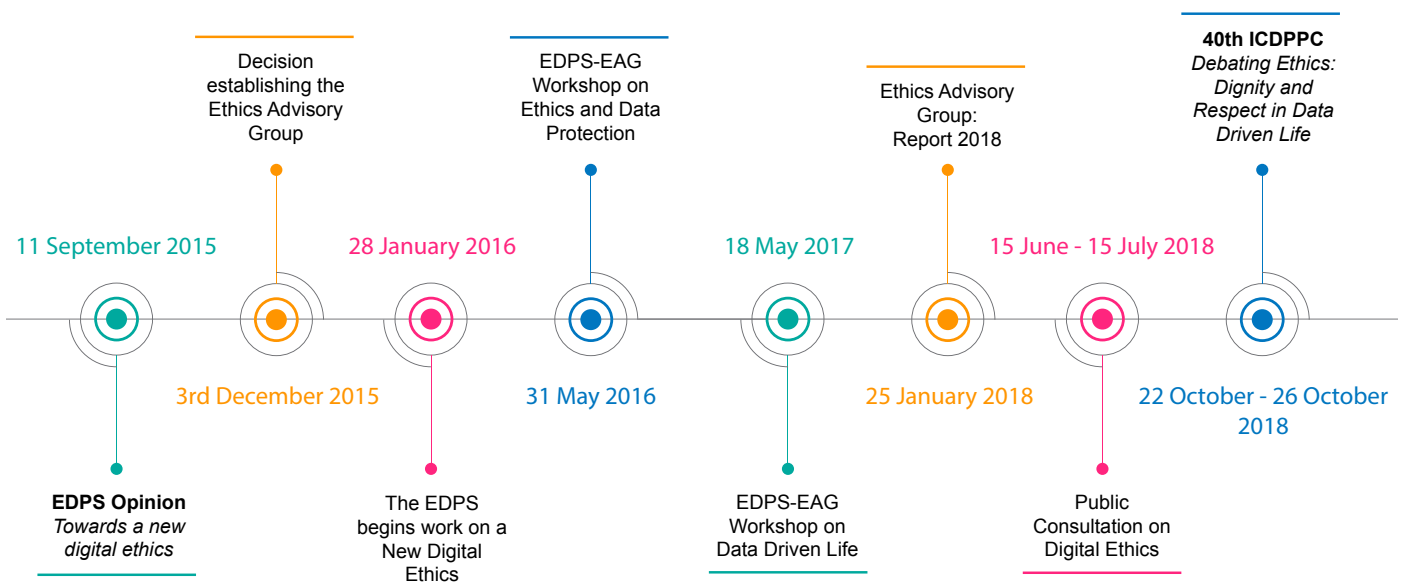 Decision
establishing the
Ethics Advisory
Group
EDPS-EAG
Workshop on
Ethics and Data
Protection
Ethics Advisory
Group:
Report 2018
40th ICDPPC
Debating Ethics:
Dignity and
Respect in Data
Driven Life
11 September 2015
28 January 2016
18 May 2017
15 June - 15 July 2018
3rd December 2015
31 May 2016
25 January 2018
22 October - 26 October
2018
EDPS Opinion
Towards a new
digital ethics
The EDPS
begins work on a
New Digital
Ethics
EDPS-EAG
Workshop on
Data Driven Life
Public
Consultation on
Digital Ethics